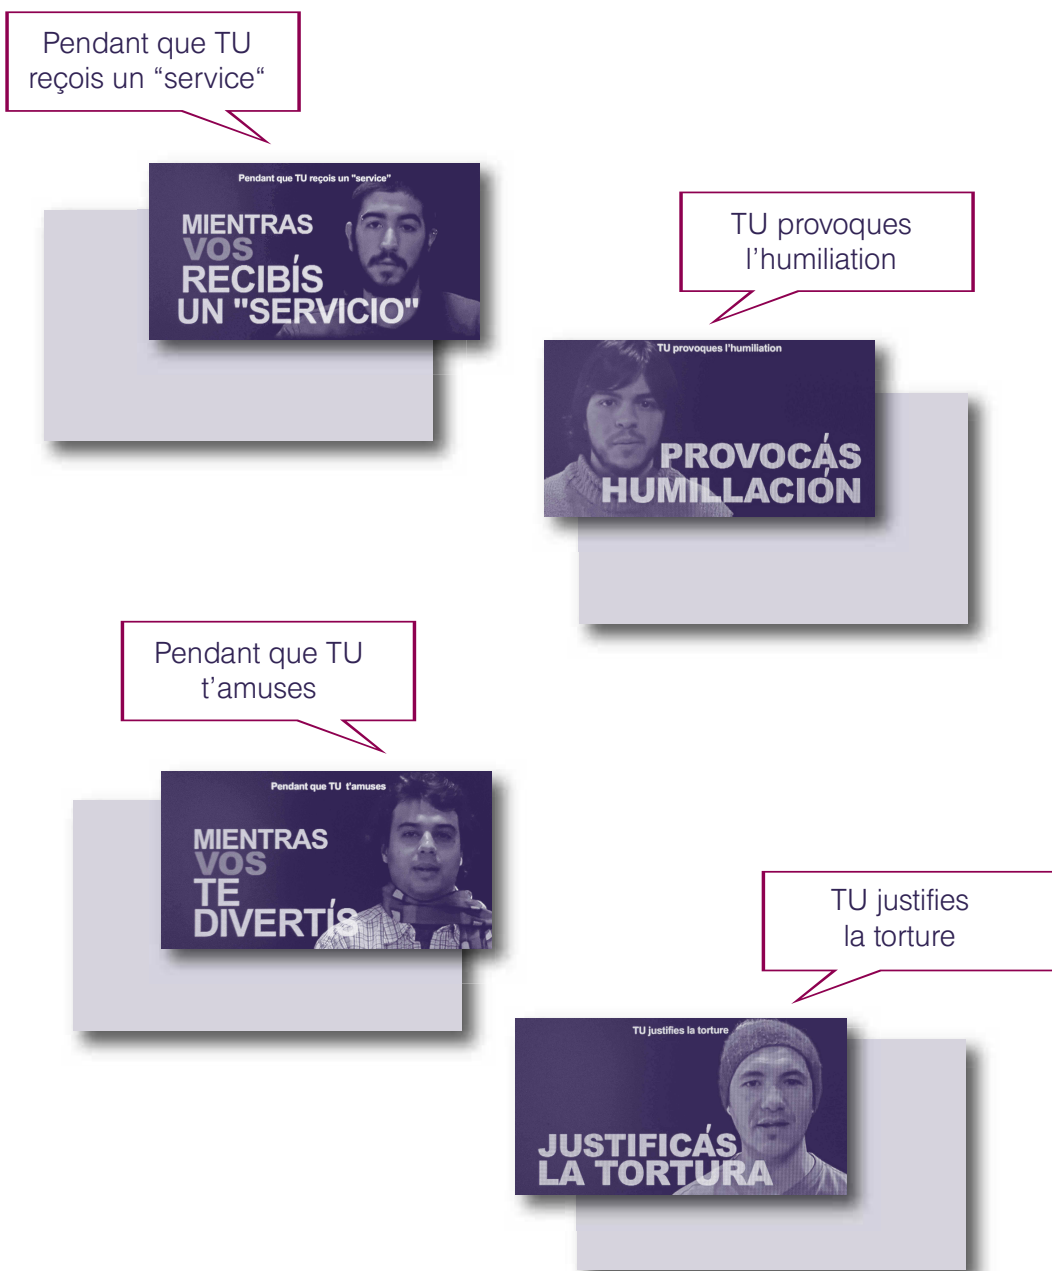 Pendant que TU
reçois un “service“
Pendant que TU reçois un "service"
MIENTRAS
VOS
RECIBÍS
UN "SERVICIO"
TU provoques
l’humiliation
TU provoques l'humiliation
PROVOCÁS
HUMILLACIÓN
Pendant que TU
t’amuses
Pendant que TU t'amuses
MIENTRAS
VOS
TE
DIVERTÍS
TU justifies
la torture
TU justifies la torture
JUSTIFICÁS
LA TORTURA